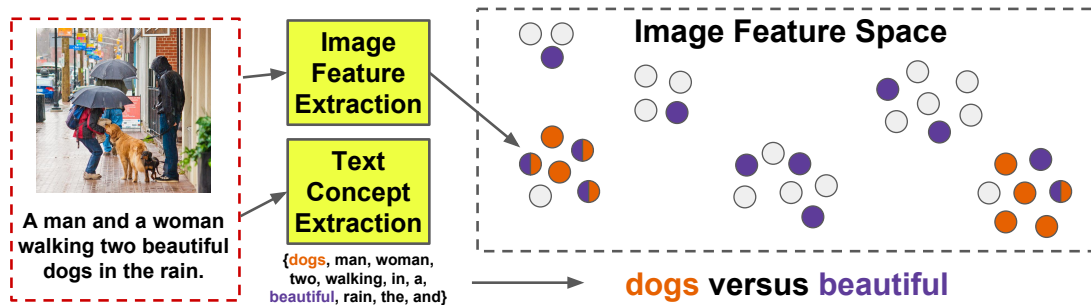 A man and a woman
walking two beautiful
dogs in the rain.
Image
Feature
Extraction
Text
Concept
Extraction
{dogs, man, woman,
two, walking, in, a,
beautiful, rain, the, and}
Image Feature Space
dogs versus beautiful